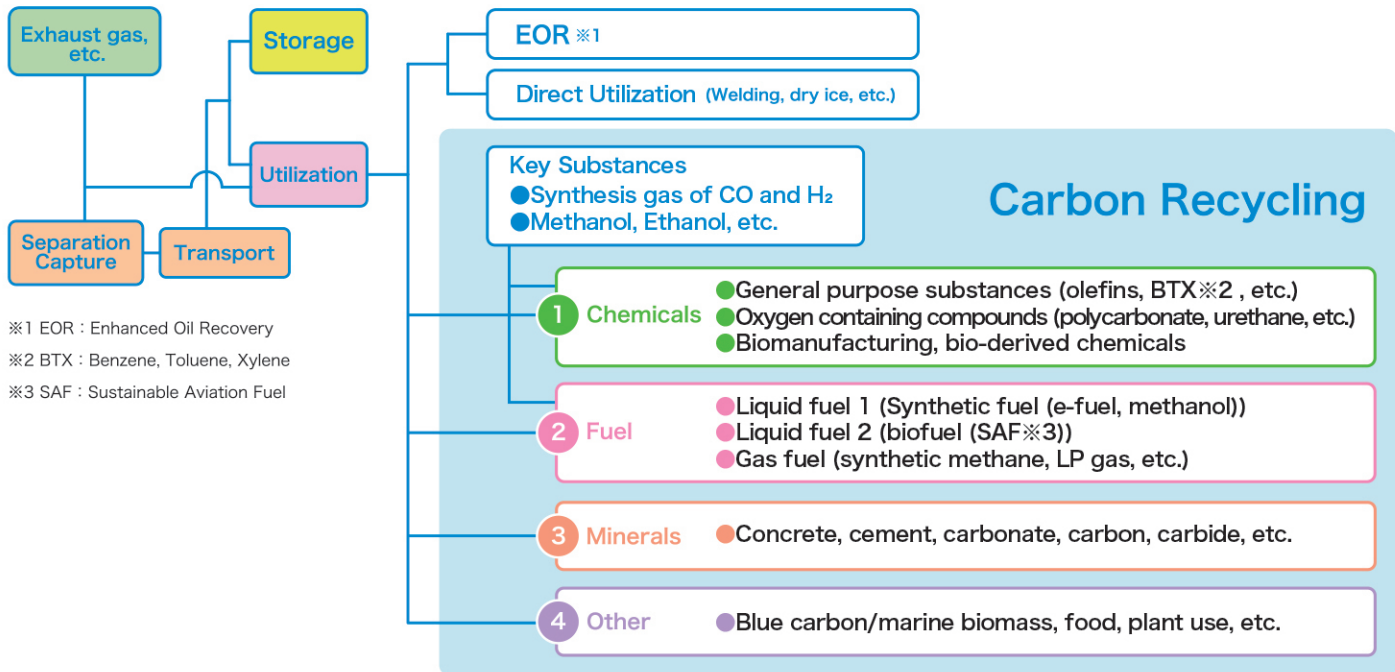 Exhaust gas,
etc.
Storage
Utilization
Separation
Capture
Transport
※1 EOR：Enhanced Oil Recovery
※2 BTX：Benzene, Toluene, Xylene
※3 SAF：Sustainable Aviation Fuel
EOR ※1
Direct Utilization (Welding, dry ice, etc.)
Carbon Recycling
Key Substances
●Synthesis gas of CO and H₂
●Methanol, Ethanol, etc.
1 Chemicals
●General purpose substances (olefins, BTX※2 , etc.)
●Oxygen containing compounds (polycarbonate, urethane, etc.)
●Biomanufacturing, bio-derived chemicals
2 Fuel
●Liquid fuel 1 (Synthetic fuel (e-fuel, methanol))
●Liquid fuel 2 (biofuel (SAF※3))
●Gas fuel (synthetic methane, LP gas, etc.)
3 Minerals
●Concrete, cement, carbonate, carbon, carbide, etc.
4 Other
●Blue carbon/marine biomass, food, plant use, etc.